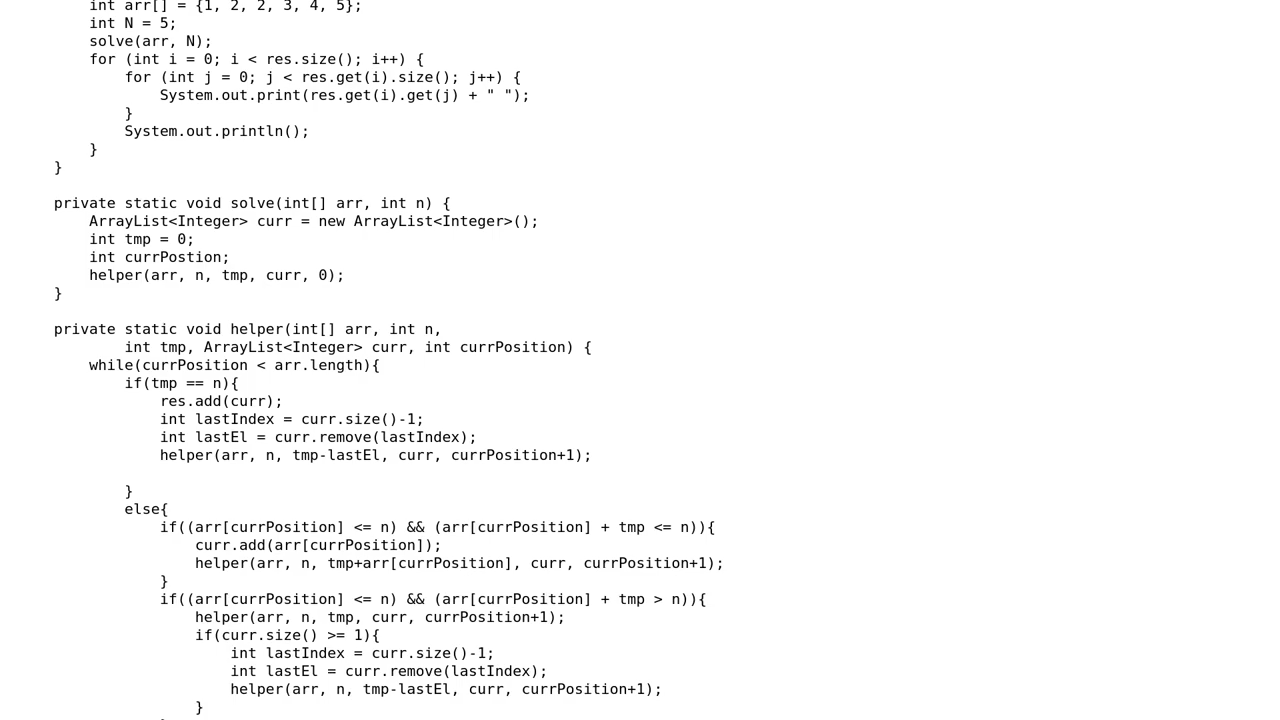 int arr[] = {1, 2, 2, 3, 4, 5};
int N = 5;
solve(arr, N);
for (int i = 0; i < res.size(); i++) {
for (int j = 0; j < res.get(i).size(); j++) {
System.out.print(res.get(i).get(j) + " ");
}
System.out.println();
}
}
private static void solve(int[] arr, int n) {
ArrayList<Integer> curr = new ArrayList<Integer>();
int tmp = 0;
int currPostion;
helper(arr, n, tmp, curr, 0);
}
private static void helper(int[] arr, int n,
int tmp, ArrayList<Integer> curr, int currPosition) {
while(currPosition < arr.length){
if(tmp == n){
res.add(curr);
int lastIndex = curr.size()-1;
int lastEl = curr.remove(lastIndex);
helper(arr, n, tmp-lastEl, curr, currPosition+1);
}
else{
if((arr[currPosition] <= n) && (arr[currPosition] + tmp <= n)){
curr.add(arr[currPosition]);
helper(arr, n, tmp+arr[currPosition], curr, currPosition+1);
}
if((arr[currPosition] <= n) && (arr[currPosition] + tmp > n)){
helper(arr, n, tmp, curr, currPosition+1);
if(curr.size() >= 1){
int lastIndex = curr.size()-1;
int lastEl = curr.remove(lastIndex);
helper(arr, n, tmp-lastEl, curr, currPosition+1);
}